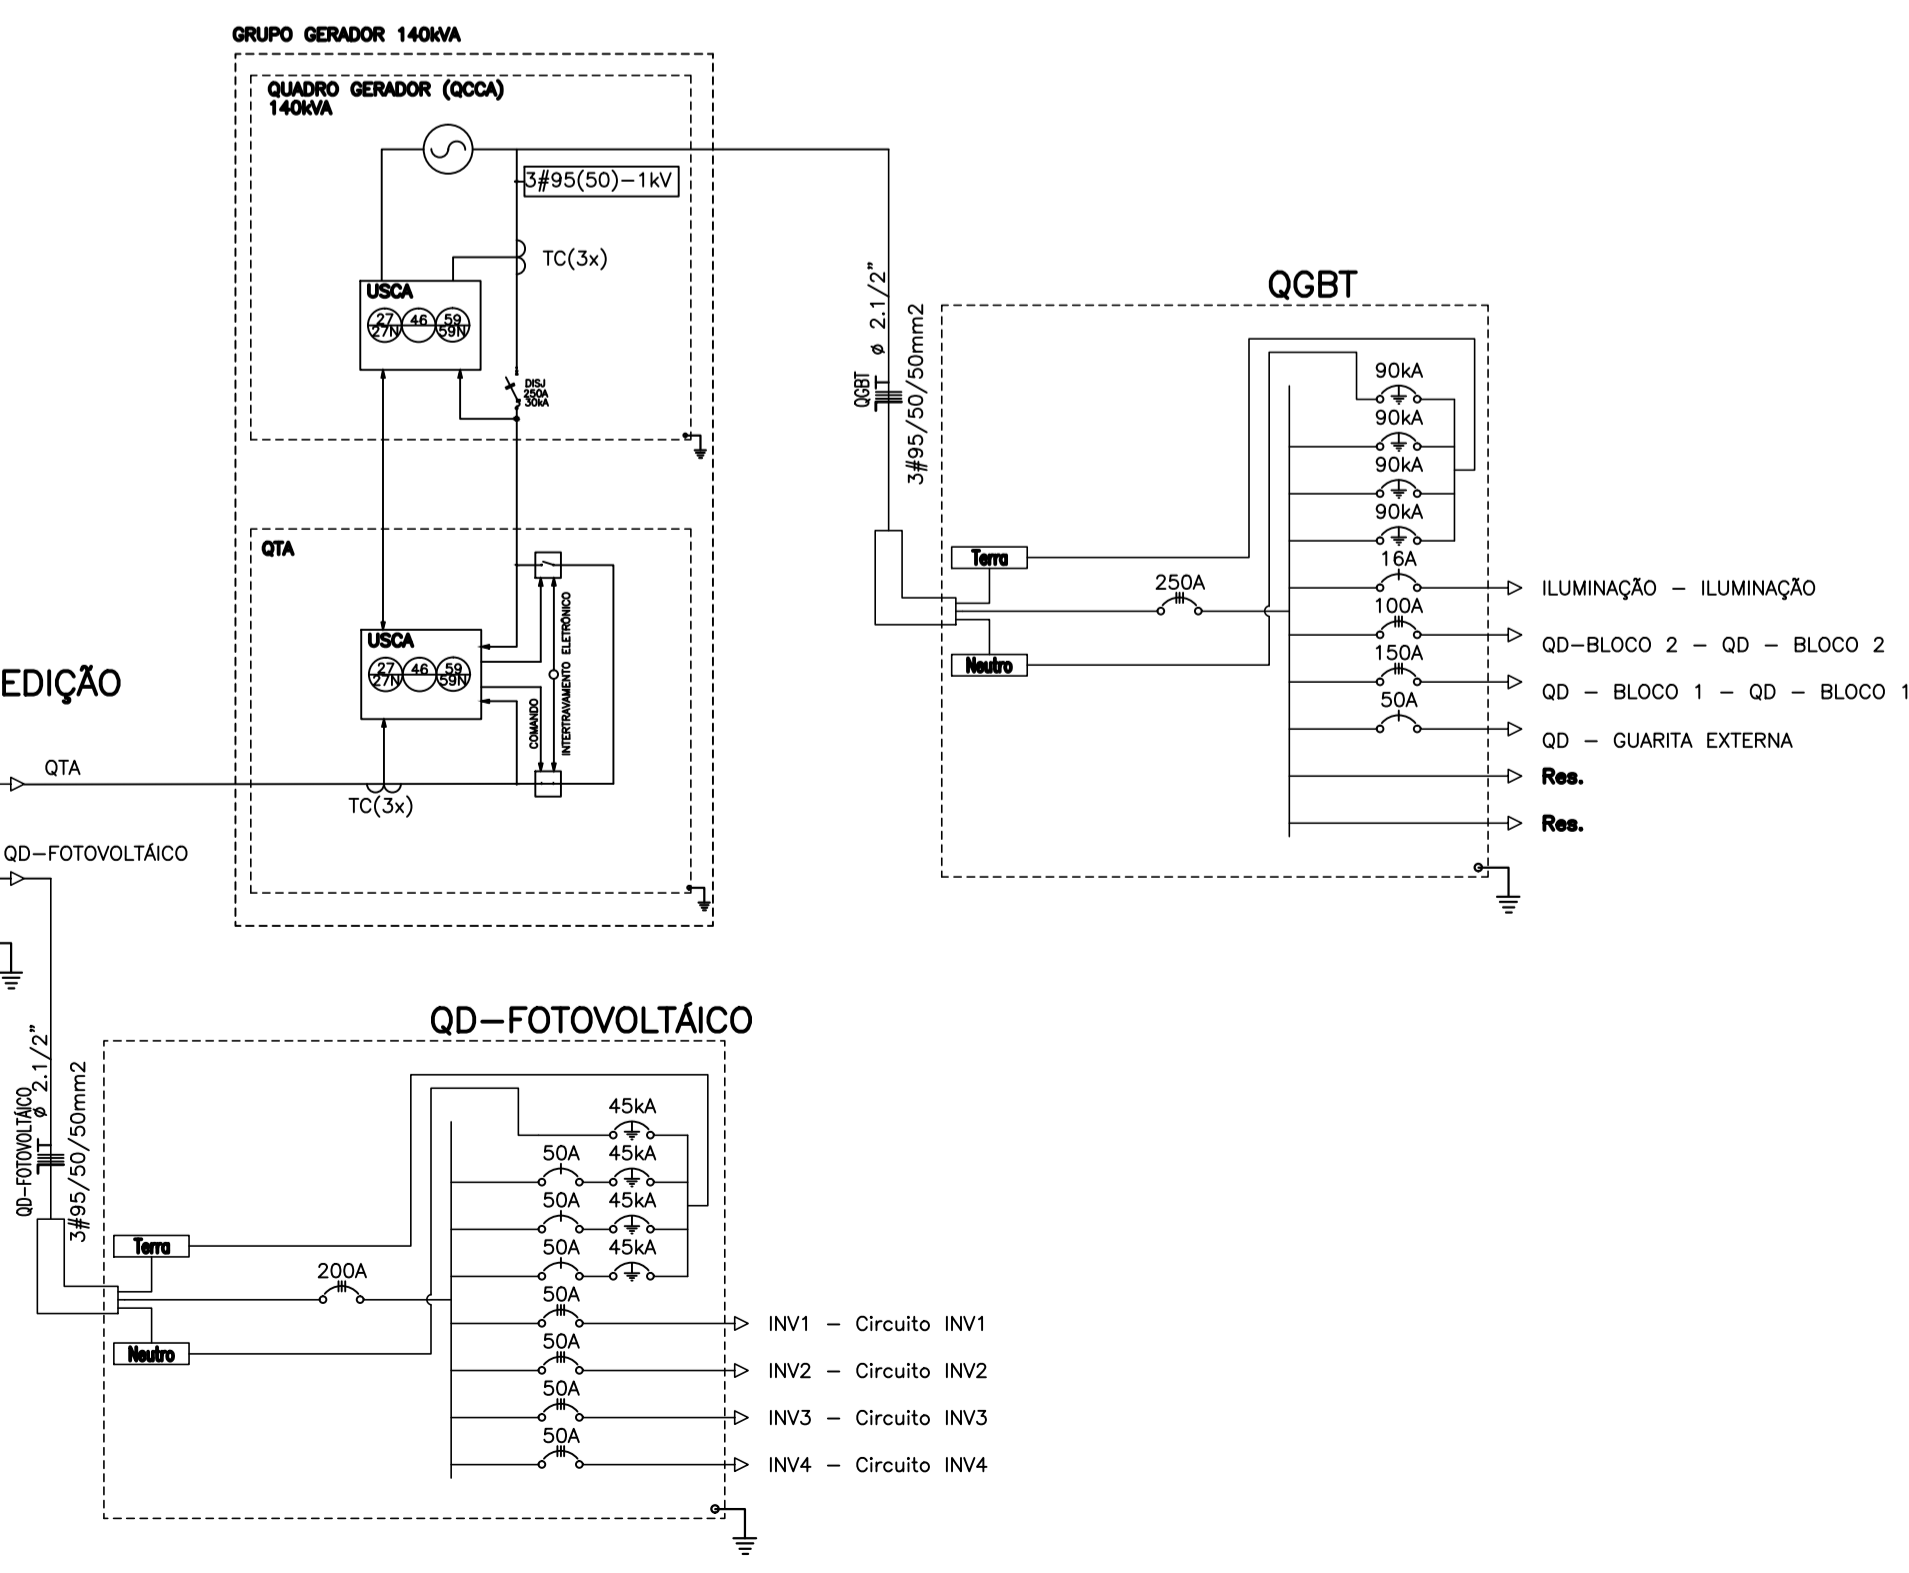 GRUPO GERADOR 140kVA
QUADRO GERADOR (QCCA)
140kVA
3#95(50)-1kV
TC(3x)
USCA
27
27N
46
59
59N
DISJ
250A
30kA
QTA
USCA
27
27N
46
59
59N
COMANDO
INTERTRAVAMENTO ELETRÔNICO
TC(3x)
EDIÇÃO
QTA
QD-FOTOVOLTÁICO
QGBT
ø 2.1/2"
3#95/50/50mm2
QGBT
Terra
Neutro
250A
90kA
90kA
90kA
90kA
16A
ILUMINAÇÃO - ILUMINAÇÃO
100A
QD-BLOCO 2 - QD - BLOCO 2
150A
QD - BLOCO 1 - QD - BLOCO 1
50A
QD - GUARITA EXTERNA
Res.
Res.
QD-FOTOVOLTÁICO
ø 2.1/2"
3#95/50/50mm2
QD-FOTOVOLTÁICO
Terra
Neutro
200A
45kA
50A 45kA
50A 45kA
50A 45kA
50A
INV1 - Circuito INV1
50A
INV2 - Circuito INV2
50A
INV3 - Circuito INV3
50A
INV4 - Circuito INV4